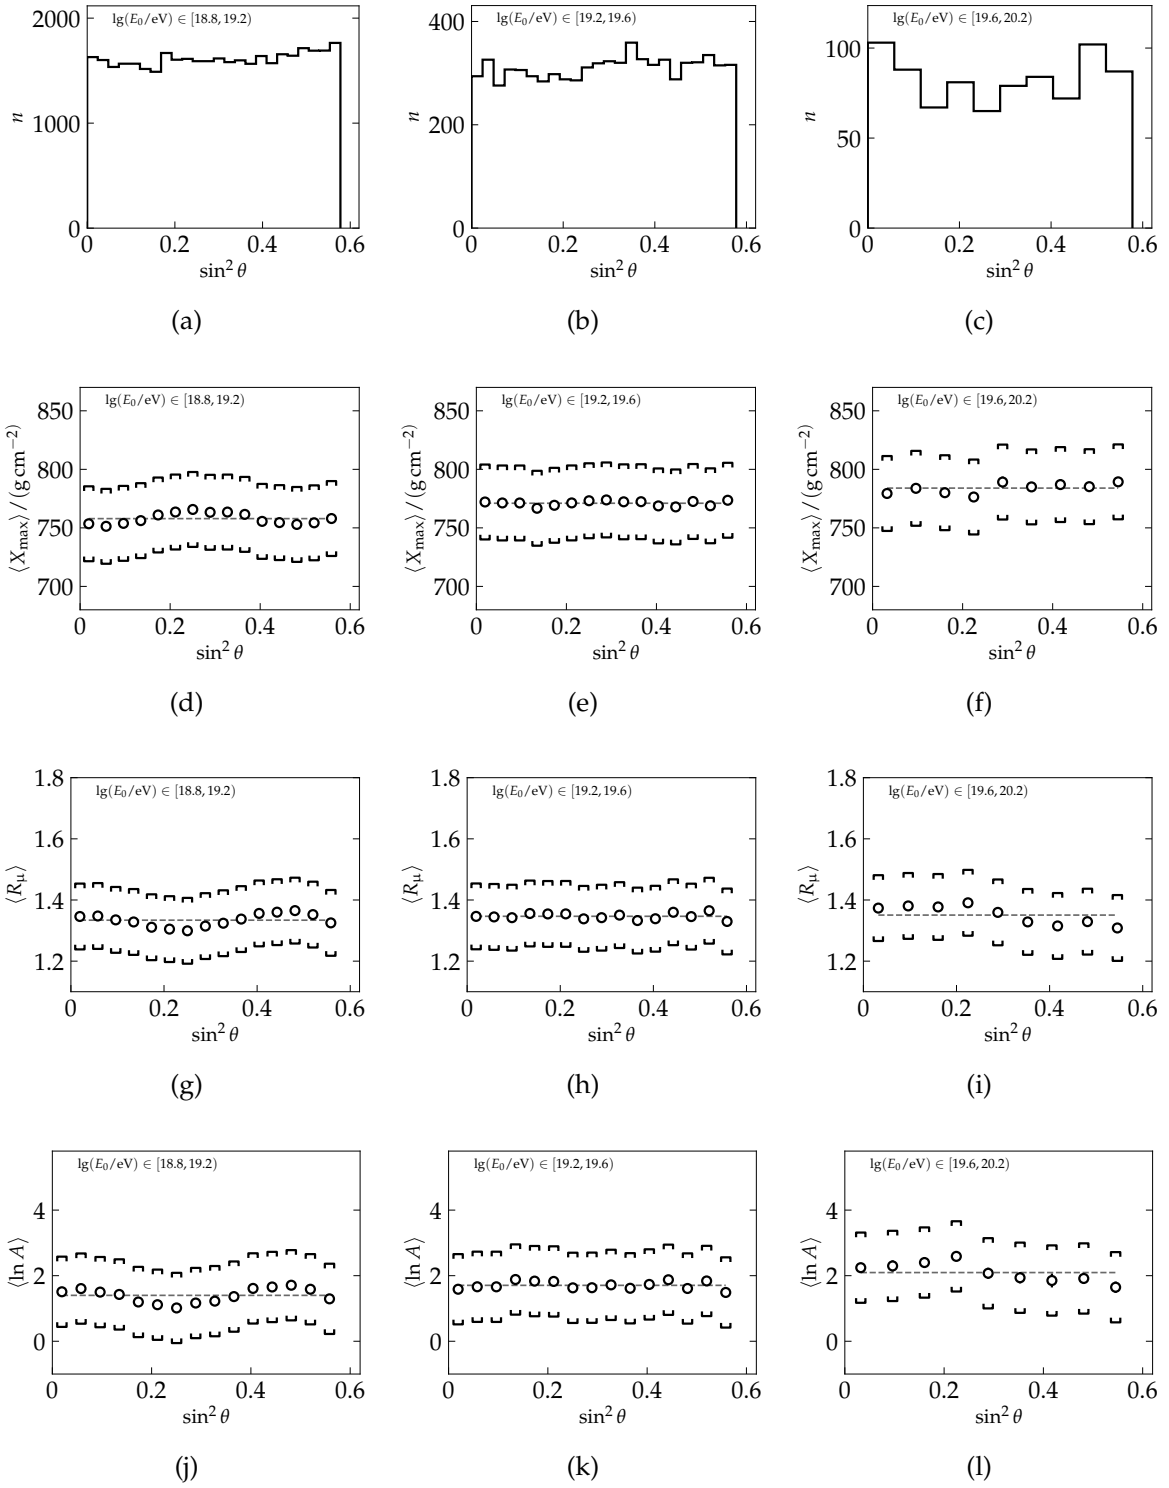 lg(E₀/eV) ∈ [18.8, 19.2)
2000
1000
0
n
0 0.2 0.4 0.6
sin² θ
(a)
lg(E₀/eV) ∈ [19.2, 19.6)
400
200
0
n
0 0.2 0.4 0.6
sin² θ
(b)
lg(E₀/eV) ∈ [19.6, 20.2)
100
50
0
n
0 0.2 0.4 0.6
sin² θ
(c)
lg(E₀/eV) ∈ [18.8, 19.2)
850
800
750
700
⟨Xmax⟩ / (g cm⁻²)
0 0.2 0.4 0.6
sin² θ
(d)
lg(E₀/eV) ∈ [19.2, 19.6)
850
800
750
700
⟨Xmax⟩ / (g cm⁻²)
0 0.2 0.4 0.6
sin² θ
(e)
lg(E₀/eV) ∈ [19.6, 20.2)
850
800
750
700
⟨Xmax⟩ / (g cm⁻²)
0 0.2 0.4 0.6
sin² θ
(f)
1.8
lg(E₀/eV) ∈ [18.8, 19.2)
1.6
1.4
1.2
⟨Rμ⟩
0 0.2 0.4 0.6
sin² θ
(g)
1.8
lg(E₀/eV) ∈ [19.2, 19.6)
1.6
1.4
1.2
⟨Rμ⟩
0 0.2 0.4 0.6
sin² θ
(h)
1.8
lg(E₀/eV) ∈ [19.6, 20.2)
1.6
1.4
1.2
⟨Rμ⟩
0 0.2 0.4 0.6
sin² θ
(i)
lg(E₀/eV) ∈ [18.8, 19.2)
4
2
0
⟨ln A⟩
0 0.2 0.4 0.6
sin² θ
(j)
lg(E₀/eV) ∈ [19.2, 19.6)
4
2
0
⟨ln A⟩
0 0.2 0.4 0.6
sin² θ
(k)
lg(E₀/eV) ∈ [19.6, 20.2)
4
2
0
⟨ln A⟩
0 0.2 0.4 0.6
sin² θ
(l)